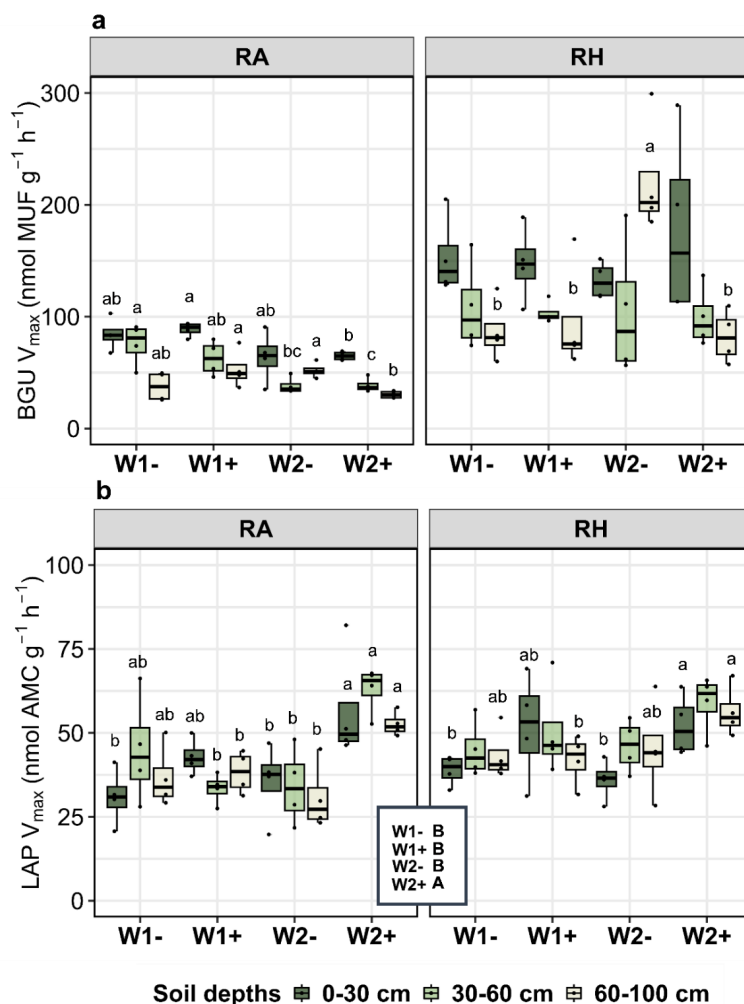 a
RA
RH
BGU Vmax (nmol MUF g−1 h−1)
300
200
100
0
ab
a
ab
a
ab
a
ab
bc
a
b
c
b
b
b
a
b
W1-
W1+
W2-
W2+
W1-
W1+
W2-
W2+
b
RA
RH
LAP Vmax (nmol AMC g−1 h−1)
100
75
50
25
0
b
ab
ab
ab
b
b
b
b
b
a
a
a
b
ab
ab
b
b
ab
a
a
W1- B
W1+ B
W2- B
W2+ A
W1-
W1+
W2-
W2+
W1-
W1+
W2-
W2+
Soil depths 0-30 cm 30-60 cm 60-100 cm